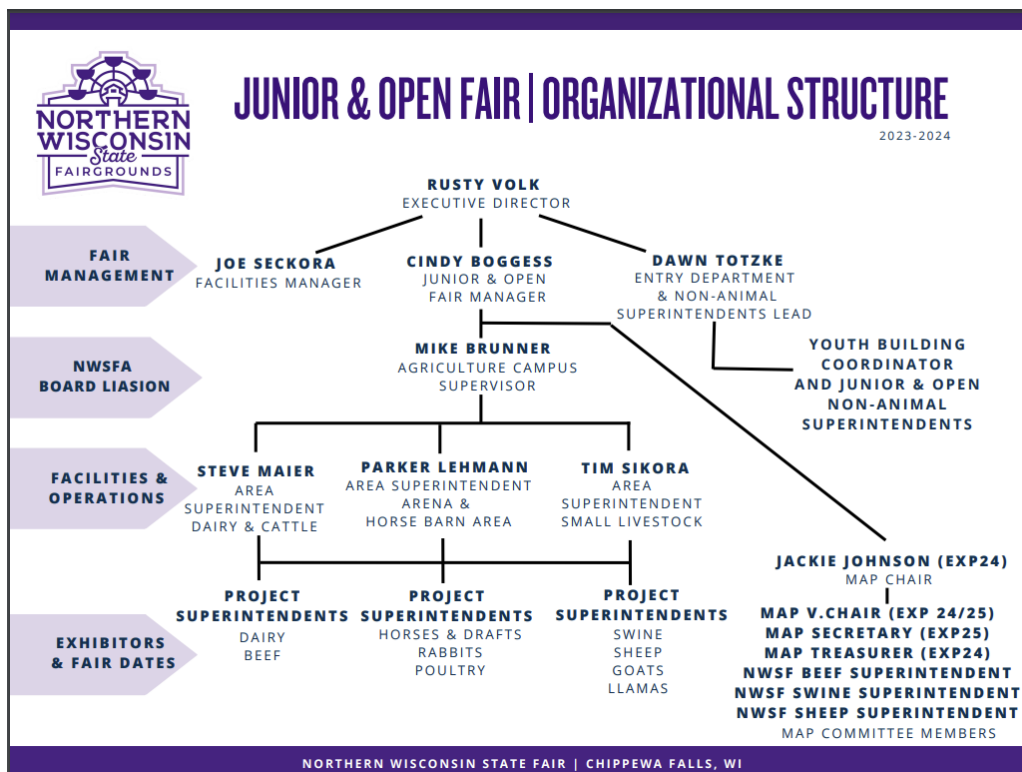 NORTHERN
WISCONSIN
State
FAIRGROUNDS
JUNIOR & OPEN FAIR | ORGANIZATIONAL STRUCTURE
2023-2024
RUSTY VOLK
EXECUTIVE DIRECTOR
FAIR
MANAGEMENT
JOE SECKORA
FACILITIES MANAGER
CINDY BOGGESS
JUNIOR & OPEN
FAIR MANAGER
DAWN TOTZKE
ENTRY DEPARTMENT
& NON-ANIMAL
SUPERINTENDENTS LEAD
YOUTH BUILDING
COORDINATOR
AND JUNIOR & OPEN
NON-ANIMAL
SUPERINTENDENTS
NWSFA
BOARD LIASION
MIKE BRUNNER
AGRICULTURE CAMPUS
SUPERVISOR
FACILITIES &
OPERATIONS
STEVE MAIER
AREA
SUPERINTENDENT
DAIRY & CATTLE
PARKER LEHMANN
AREA SUPERINTENDENT
ARENA &
HORSE BARN AREA
TIM SIKORA
AREA
SUPERINTENDENT
SMALL LIVESTOCK
JACKIE JOHNSON (EXP24)
MAP CHAIR
MAP V.CHAIR (EXP 24/25)
MAP SECRETARY (EXP25)
MAP TREASURER (EXP24)
NWSF BEEF SUPERINTENDENT
NWSF SWINE SUPERINTENDENT
NWSF SHEEP SUPERINTENDENT
MAP COMMITTEE MEMBERS
EXHIBITORS
& FAIR DATES
PROJECT
SUPERINTENDENTS
DAIRY
BEEF
PROJECT
SUPERINTENDENTS
HORSES & DRAFTS
RABBITS
POULTRY
PROJECT
SUPERINTENDENTS
SWINE
SHEEP
GOATS
LLAMAS
NORTHERN WISCONSIN STATE FAIR | CHIPPEWA FALLS, WI